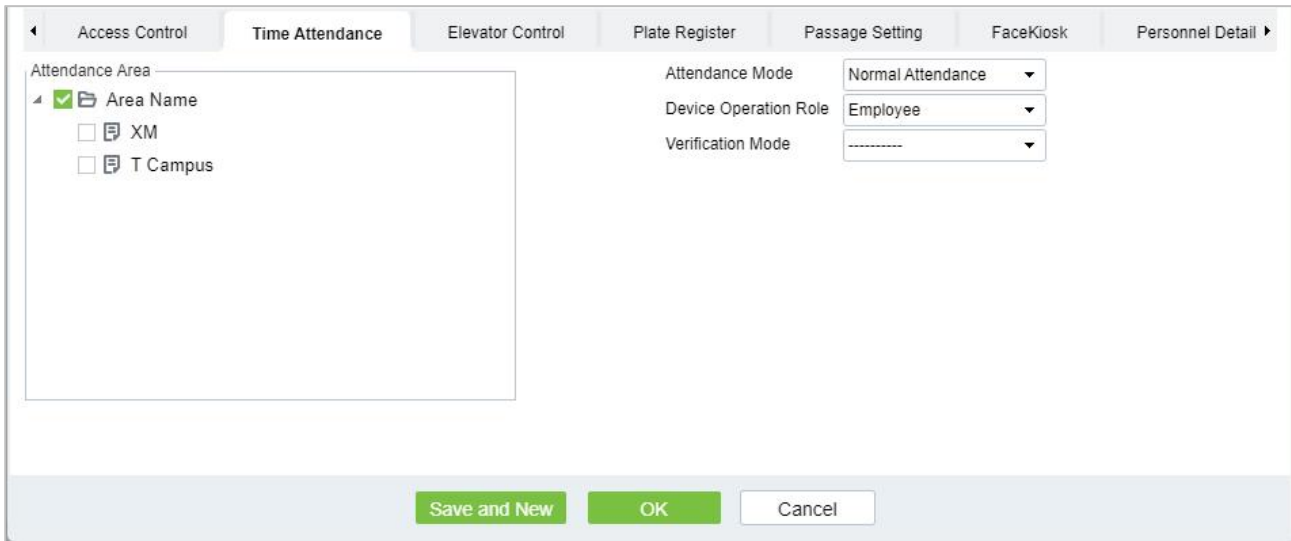 Access Control Time Attendance Elevator Control Plate Register Passage Setting FaceKiosk Personnel Detail
Attendance Area
Area Name
XM
T Campus
Attendance Mode Normal Attendance
Device Operation Role Employee
Verification Mode ----------
Save and New OK Cancel